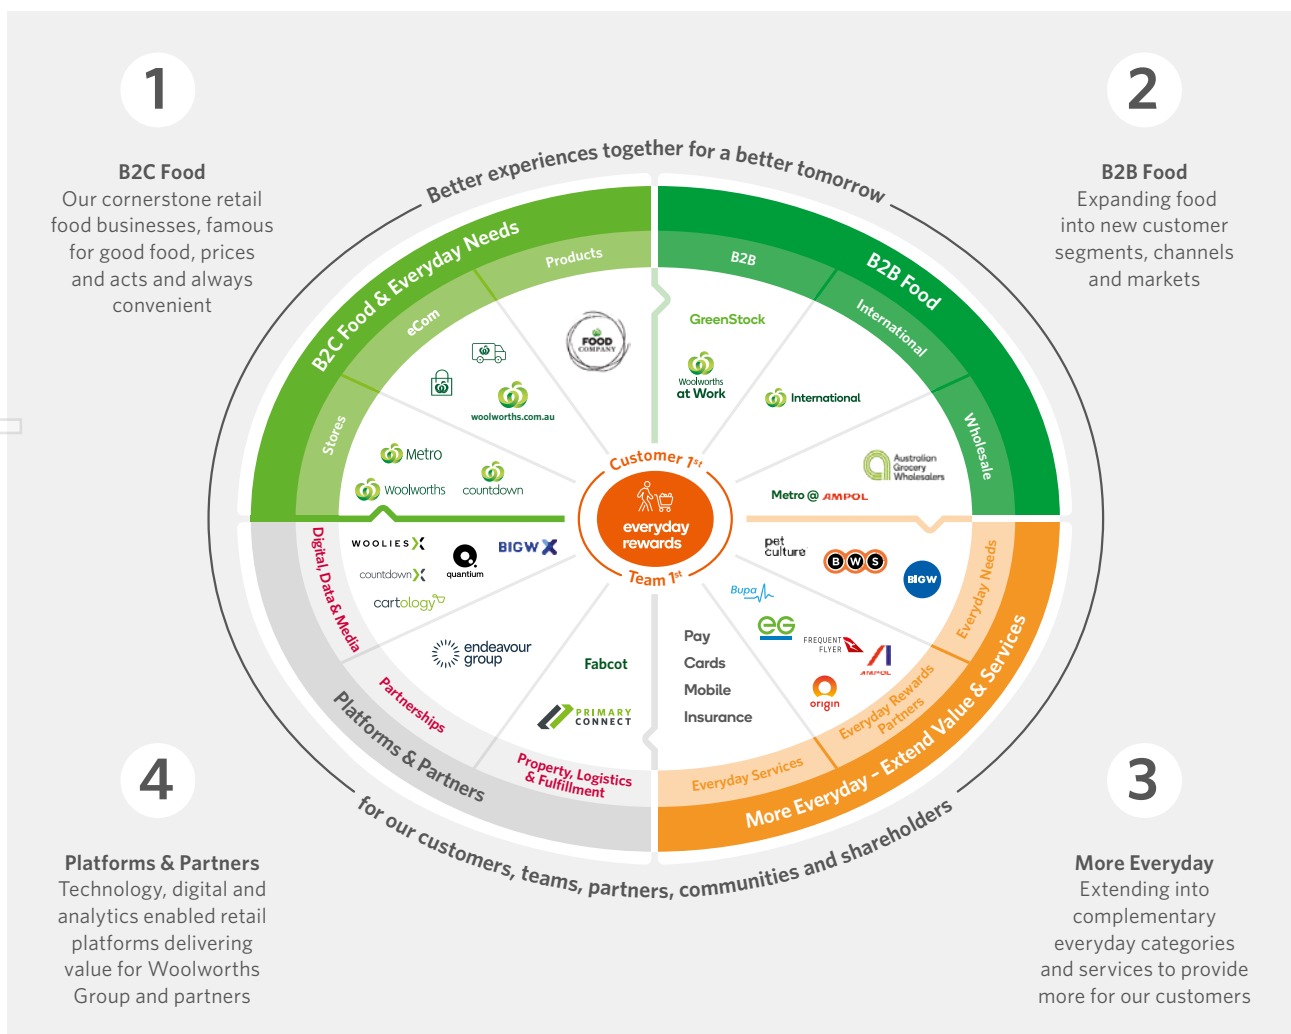 1
B2C Food
Our cornerstone retail
food businesses, famous
for good food, prices
and acts and always
convenient
2
B2B Food
Expanding food
into new customer
segments, channels
and markets
Better experiences together for a better tomorrow
B2C Food & Everyday Needs
Products
eCom
Stores
FOOD
COMPANY
woolworths.com.au
Metro
Woolworths
countdown
B2B Food
B2B
International
Wholesale
GreenStock
Woolworths
at Work
International
Australian
Grocery
Wholesalers
Metro @ AMPOL
Customer 1st
everyday
rewards
Team 1st
Digital, Data & Media
Partnerships
Property, Logistics
& Fulfillment
Platforms & Partners
WOOLIES X
BIG W X
quantium
countdown X
cartology
endeavour
group
Fabcot
PRIMARY
CONNECT
pet
culture
BWS
BIG W
Bupa
eg
FREQUENT
FLYER
AMPOL
origin
Pay
Cards
Mobile
Insurance
Everyday Needs
Everyday Rewards
Partners
Everyday Services
More Everyday – Extend Value & Services
for our customers, teams, partners, communities and shareholders
4
Platforms & Partners
Technology, digital and
analytics enabled retail
platforms delivering
value for Woolworths
Group and partners
3
More Everyday
Extending into
complementary
everyday categories
and services to provide
more for our customers